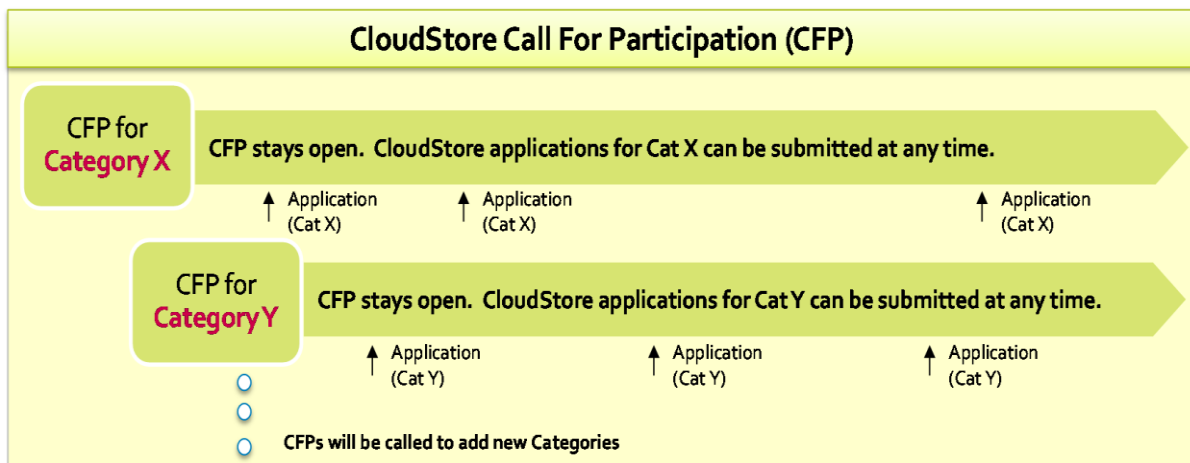 CloudStore Call For Participation (CFP)
CFP for
Category X
CFP stays open. CloudStore applications for Cat X can be submitted at any time.
Application
(Cat X)
Application
(Cat X)
Application
(Cat X)
CFP for
Category Y
CFP stays open. CloudStore applications for Cat Y can be submitted at any time.
Application
(Cat Y)
Application
(Cat Y)
Application
(Cat Y)
CFPs will be called to add new Categories